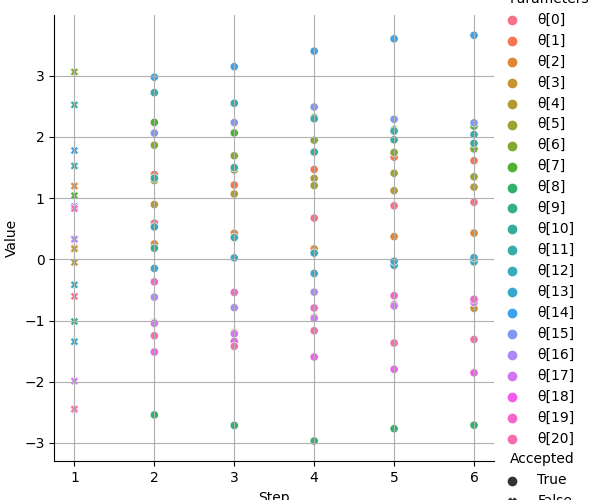 Parameters
θ[0]
θ[1]
θ[2]
θ[3]
θ[4]
θ[5]
θ[6]
θ[7]
θ[8]
θ[9]
θ[10]
θ[11]
θ[12]
θ[13]
θ[14]
θ[15]
θ[16]
θ[17]
θ[18]
θ[19]
θ[20]
Accepted
True
False
Value
3
2
1
0
−1
−2
−3
1 2 3 4 5 6
Step